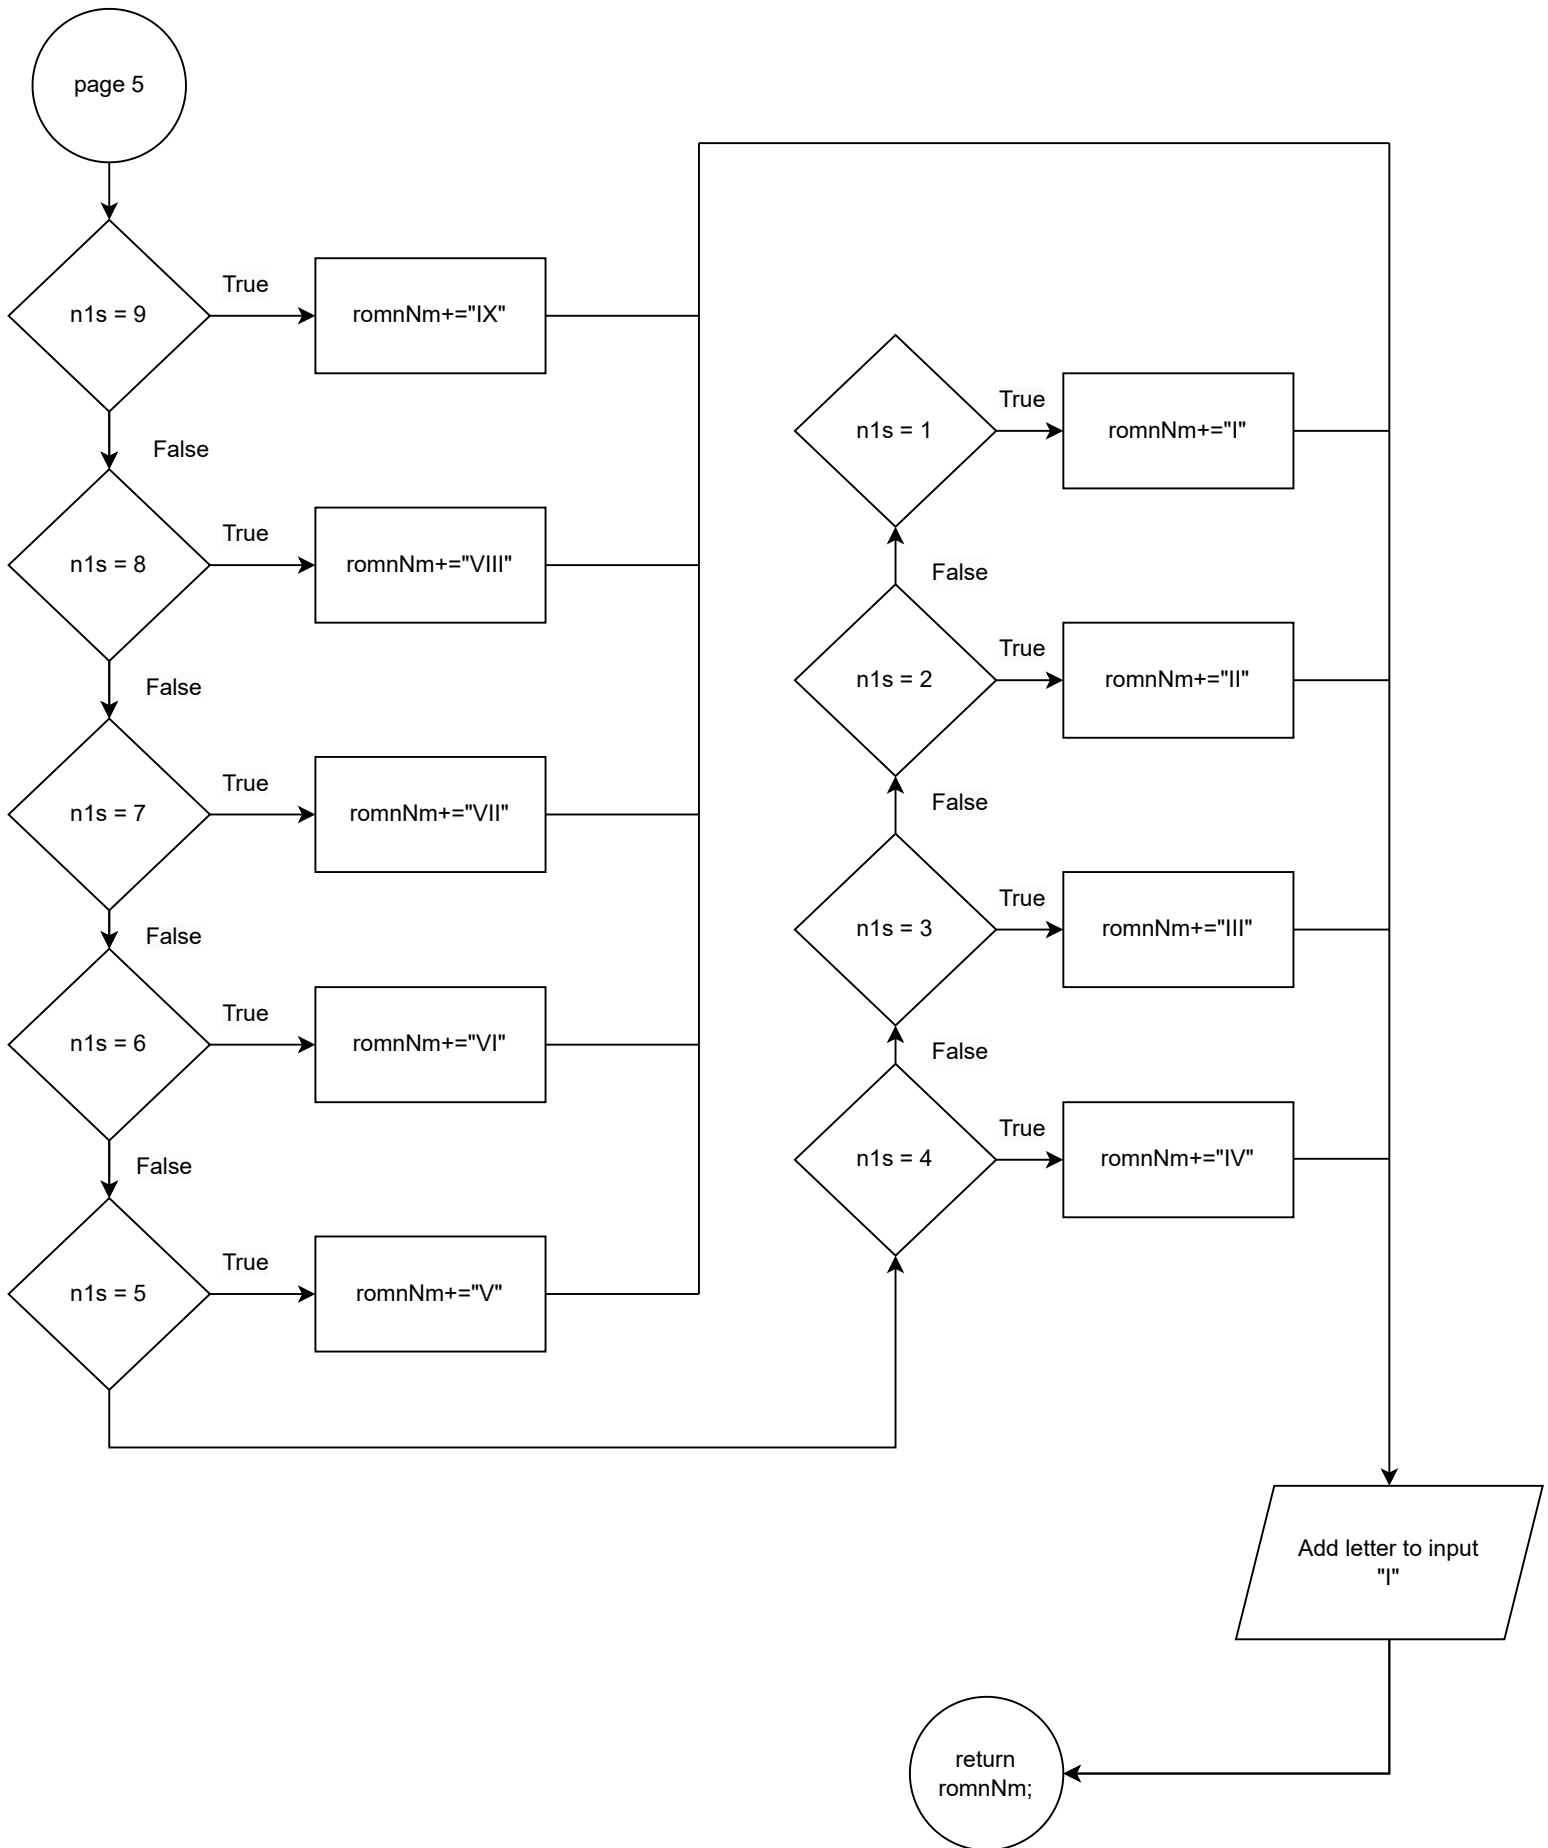 page 5
n1s = 9
True
romnNm+="IX"
False
n1s = 8
True
romnNm+="VIII"
False
n1s = 7
True
romnNm+="VII"
False
n1s = 6
True
romnNm+="VI"
False
n1s = 5
True
romnNm+="V"
n1s = 1
True
romnNm+="I"
False
n1s = 2
True
romnNm+="II"
False
n1s = 3
True
romnNm+="III"
False
n1s = 4
True
romnNm+="IV"
Add letter to input
"I"
return
romnNm;